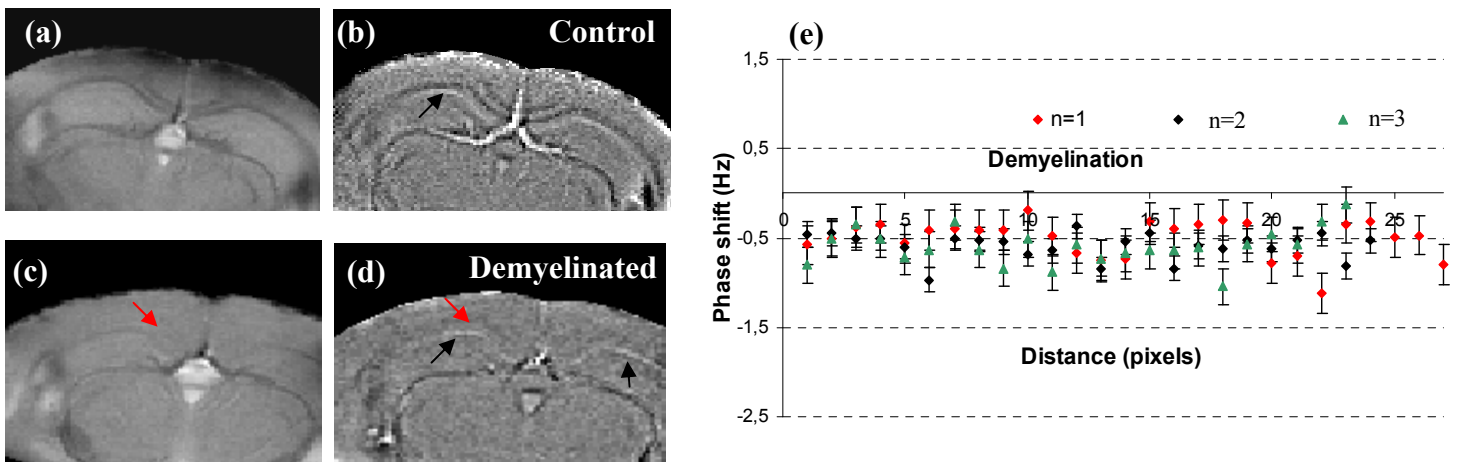 (a)
(b)
Control
(c)
(d)
Demyelinated
(e)
1,5
n=1
n=2
n=3
0,5
Demyelination
0
5
10
15
20
25
-0,5
-1,5
-2,5
Phase shift (Hz)
Distance (pixels)